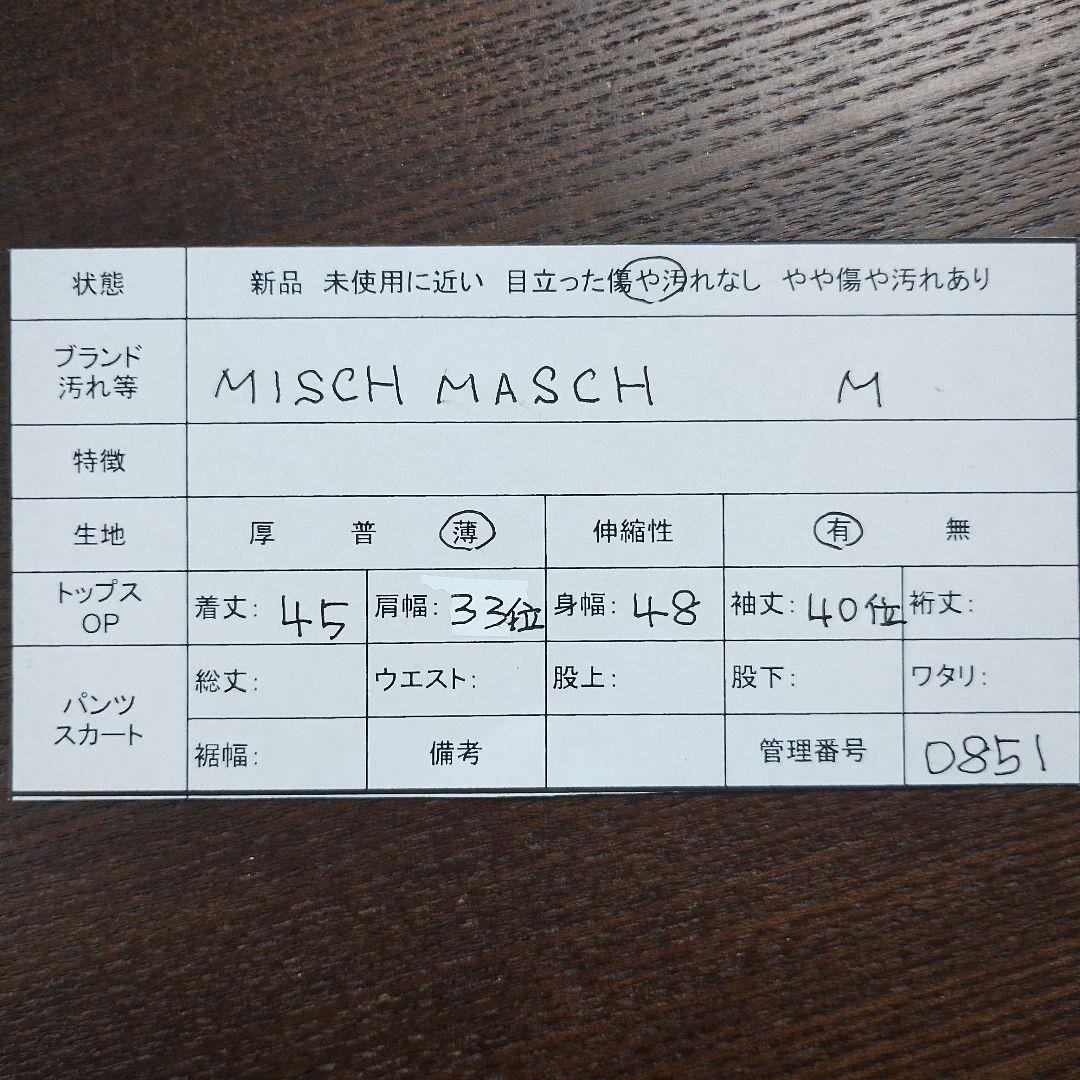 状態 新品 未使用に近い 目立った傷や汚れなし やや傷や汚れあり
ブランド
汚れ等 MISCH MASCH M
特徴
生地 厚 普 薄 伸縮性 有 無
トップス
OP 着丈: 45 肩幅: 33位 身幅: 48 袖丈: 40位 裄丈:
パンツ
スカート
総丈: ウエスト: 股上: 股下: ワタリ:
裾幅: 備考 管理番号 0851